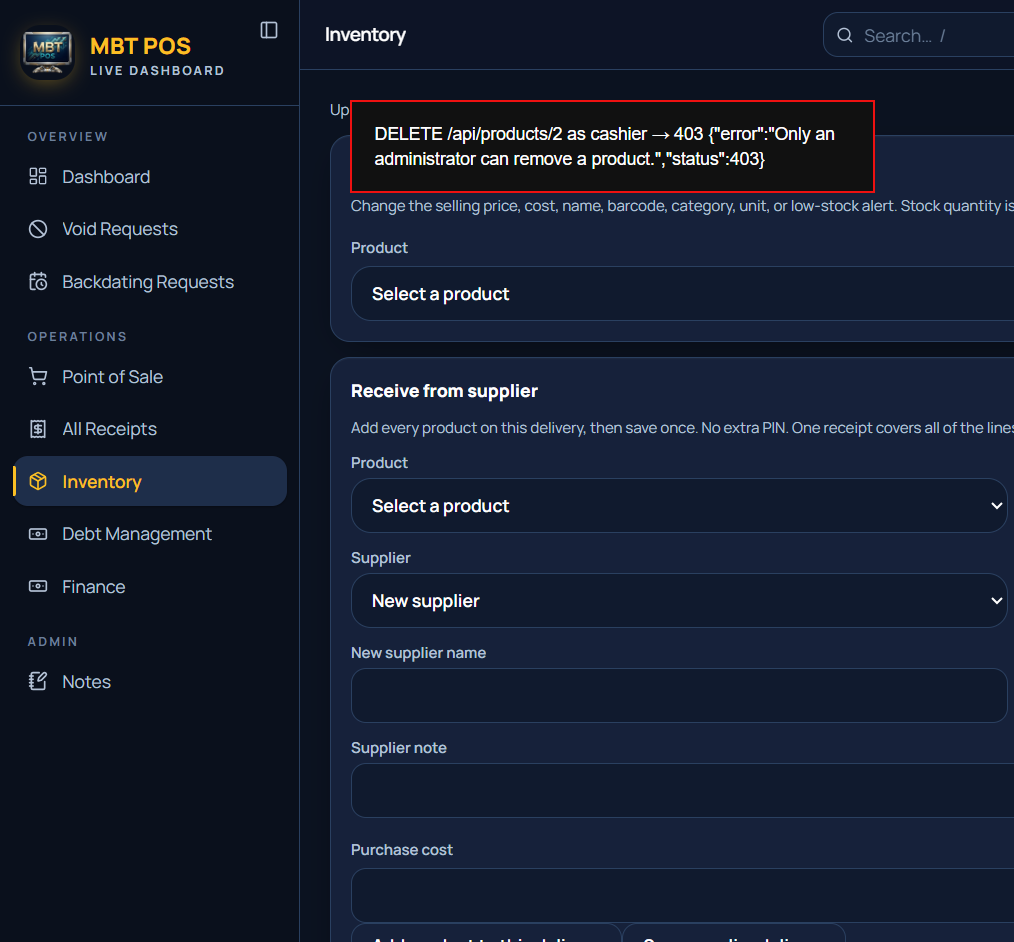 MBT
POS
MBT POS
LIVE DASHBOARD
OVERVIEW
Dashboard
Void Requests
Backdating Requests
OPERATIONS
Point of Sale
All Receipts
Inventory
Debt Management
Finance
ADMIN
Notes
Inventory
Search... /
Up
DELETE /api/products/2 as cashier → 403 {"error":"Only an
administrator can remove a product.","status":403}
Change the selling price, cost, name, barcode, category, unit, or low-stock alert. Stock quantity is
Product
Select a product
Receive from supplier
Add every product on this delivery, then save once. No extra PIN. One receipt covers all of the lines
Product
Select a product
Supplier
New supplier
New supplier name
Supplier note
Purchase cost